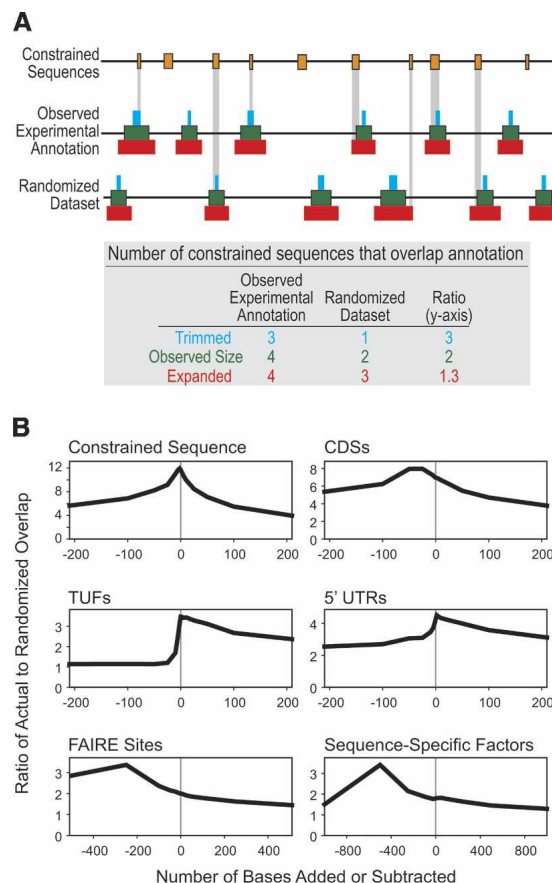 A
Constrained
Sequences
Observed
Experimental
Annotation
Randomized
Dataset
Number of constrained sequences that overlap annotation
Observed
Experimental
Annotation
Randomized
Dataset
Ratio
(y-axis)
Trimmed 3 1 3
Observed Size 4 2 2
Expanded 4 3 1.3
B
Ratio of Actual to Randomized Overlap
Constrained Sequence
12
8
4
0
-200 -100 0 100 200
CDSs
8
6
4
2
0
-200 -100 0 100 200
TUFs
3
2
1
0
-200 -100 0 100 200
5' UTRs
4
2
0
-200 -100 0 100 200
FAIRE Sites
3
2
1
0
-400 -200 0 200 400
Sequence-Specific Factors
3
2
1
0
-800 -400 0 400 800
Number of Bases Added or Subtracted